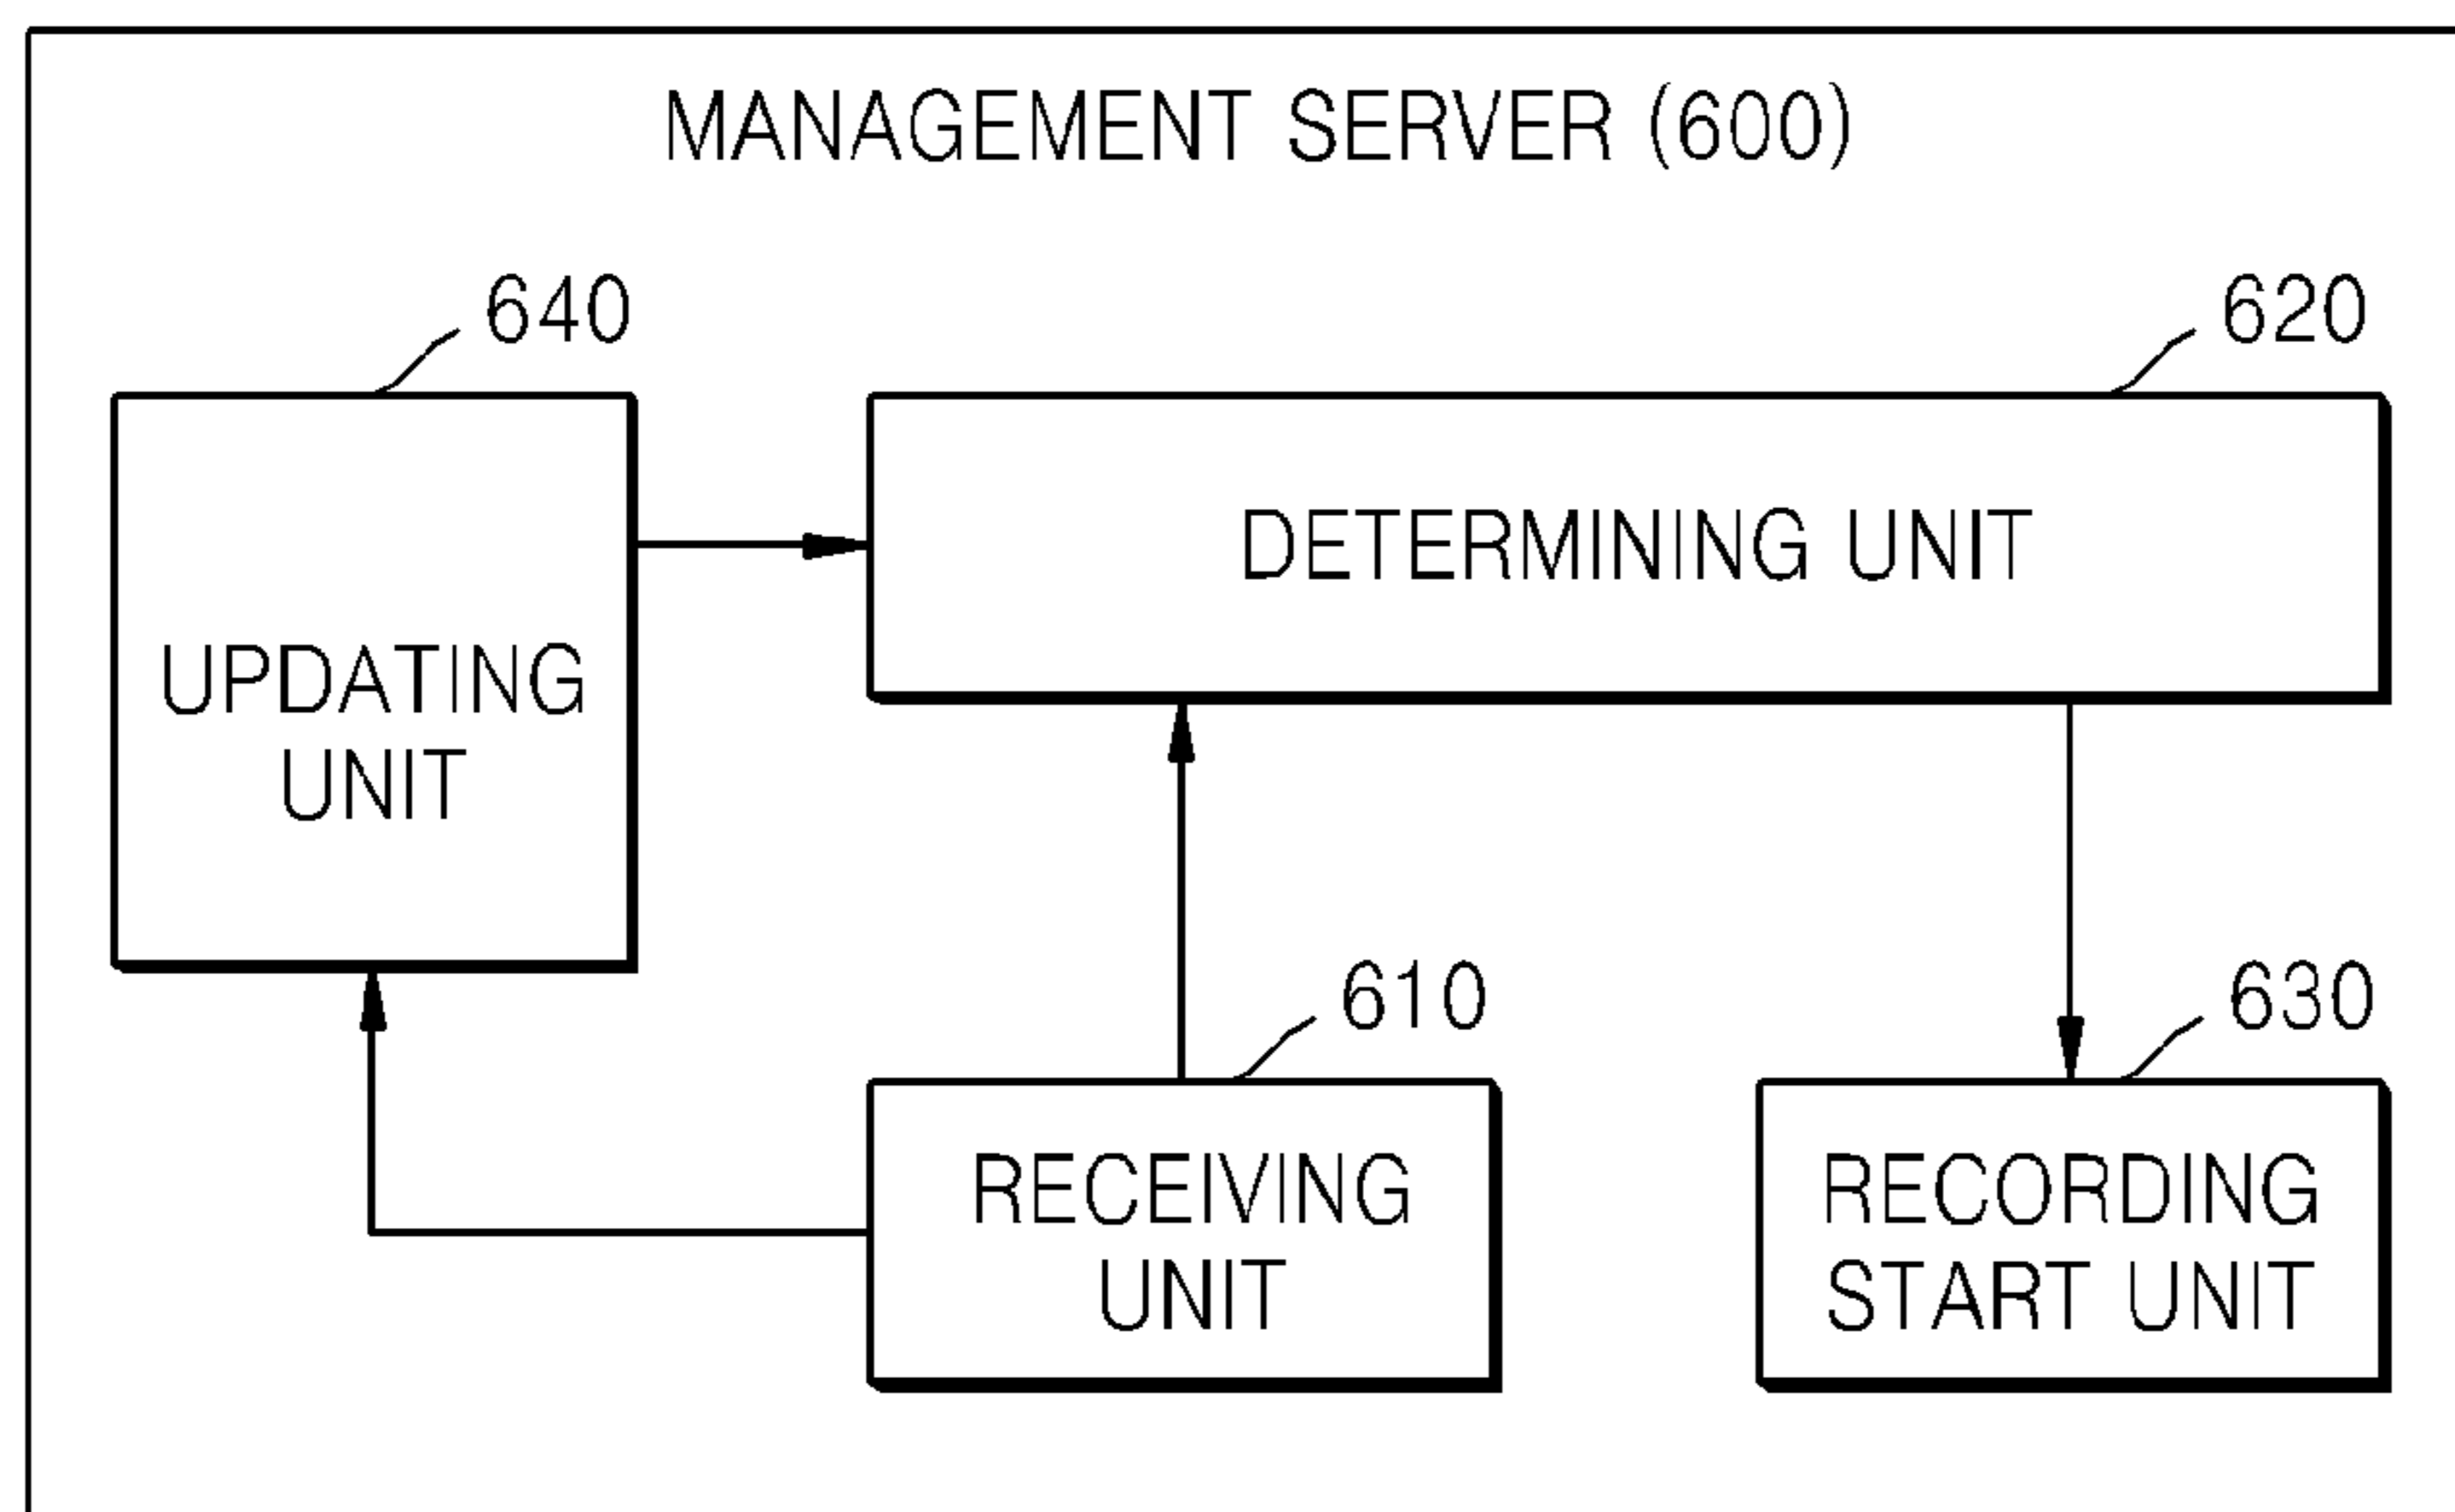 MANAGEMENT SERVER (600)
640
620
UPDATING
UNIT
DETERMINING UNIT
610
630
RECEIVING
UNIT
RECORDING
START UNIT